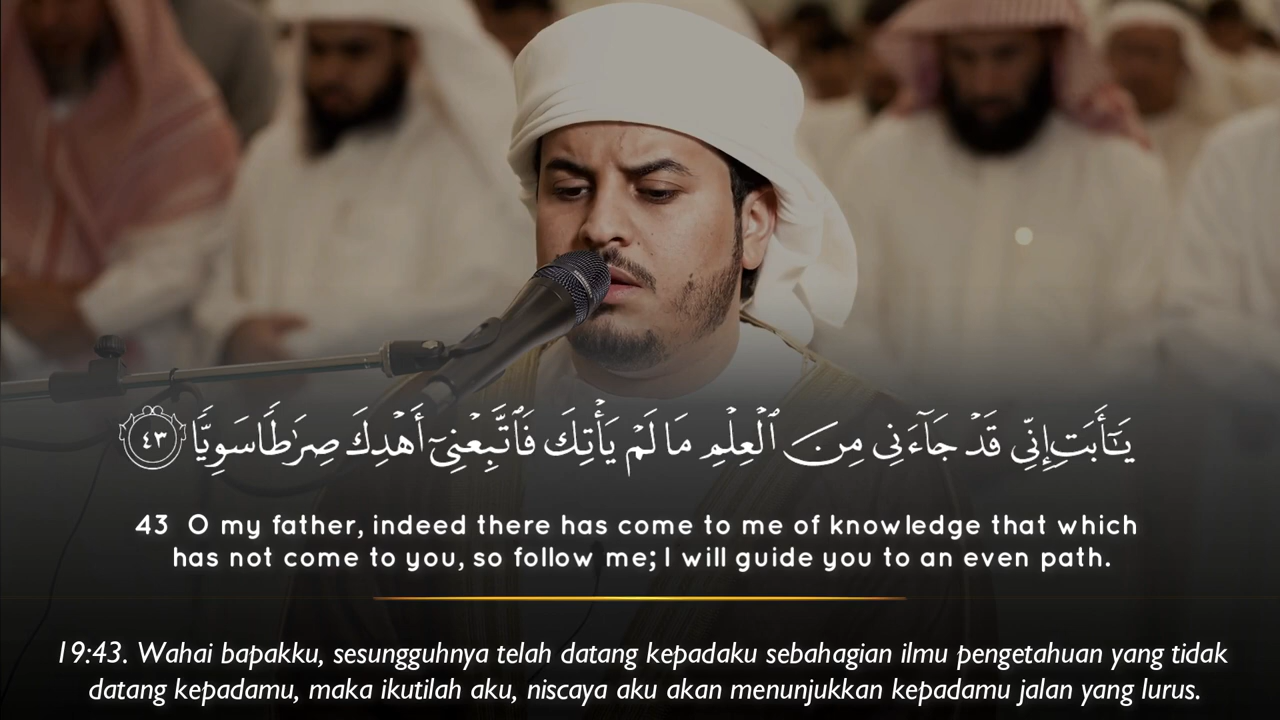 يَٰٓأَبَتِ إِنِّى قَدْ جَآءَنِى مِنَ ٱلْعِلْمِ مَا لَمْ يَأْتِكَ فَٱتَّبِعْنِىٓ أَهْدِكَ صِرَٰطًا سَوِيًّا ٤٣
43 O my father, indeed there has come to me of knowledge that which
has not come to you, so follow me; I will guide you to an even path.
19:43. Wahai bapakku, sesungguhnya telah datang kepadaku sebahagian ilmu pengetahuan yang tidak
datang kepadamu, maka ikutilah aku, niscaya aku akan menunjukkan kepadamu jalan yang lurus.